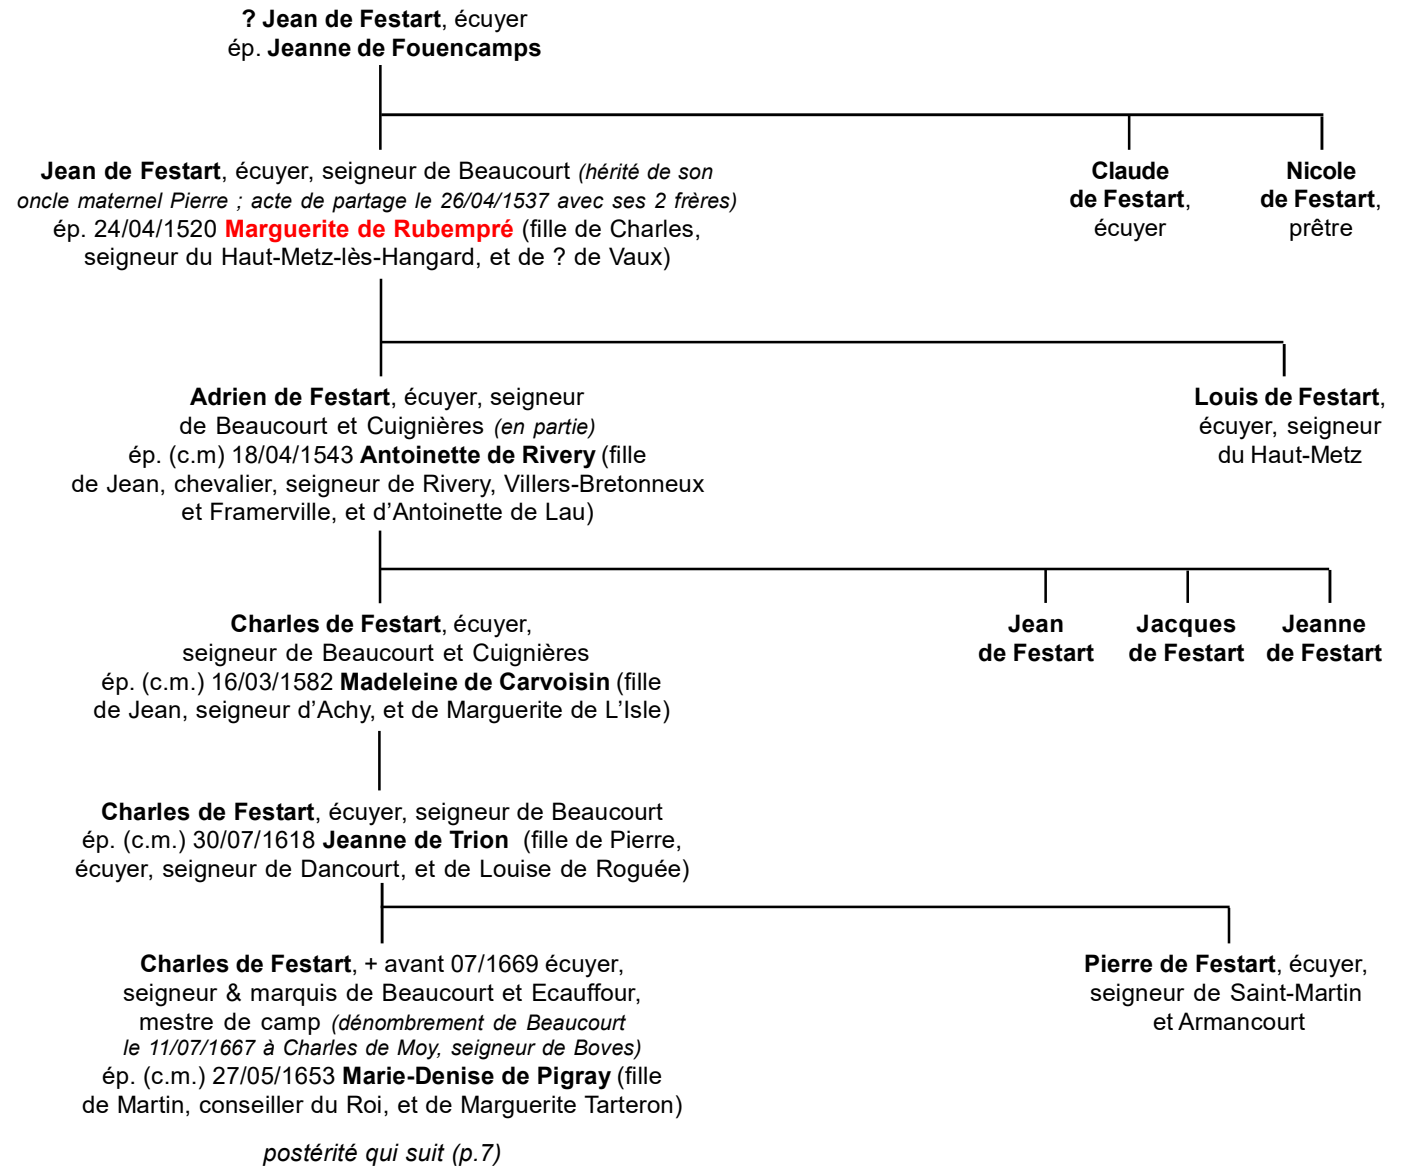 ? Jean de Festart, écuyer
ép. Jeanne de Fouencamps
Jean de Festart, écuyer, seigneur de Beaucourt (hérité de son
oncle maternel Pierre ; acte de partage le 26/04/1537 avec ses 2 frères)
ép. 24/04/1520 Marguerite de Rubempré (fille de Charles,
seigneur du Haut-Metz-lès-Hangard, et de ? de Vaux)
Claude
de Festart,
écuyer
Nicole
de Festart,
prêtre
Adrien de Festart, écuyer, seigneur
de Beaucourt et Cuignières (en partie)
ép. (c.m) 18/04/1543 Antoinette de Rivery (fille
de Jean, chevalier, seigneur de Rivery, Villers-Bretonneux
et Framerville, et d’Antoinette de Lau)
Louis de Festart,
écuyer, seigneur
du Haut-Metz
Charles de Festart, écuyer,
seigneur de Beaucourt et Cuignières
ép. (c.m.) 16/03/1582 Madeleine de Carvoisin (fille
de Jean, seigneur d’Achy, et de Marguerite de L’Isle)
Jean
de Festart
Jacques
de Festart
Jeanne
de Festart
Charles de Festart, écuyer, seigneur de Beaucourt
ép. (c.m.) 30/07/1618 Jeanne de Trion (fille de Pierre,
écuyer, seigneur de Dancourt, et de Louise de Roguée)
Charles de Festart, + avant 07/1669 écuyer,
seigneur & marquis de Beaucourt et Ecauffour,
mestre de camp (dénombrement de Beaucourt
le 11/07/1667 à Charles de Moy, seigneur de Boves)
ép. (c.m.) 27/05/1653 Marie-Denise de Pigray (fille
de Martin, conseiller du Roi, et de Marguerite Tarteron)
Pierre de Festart, écuyer,
seigneur de Saint-Martin
et Armancourt
postérité qui suit (p.7)